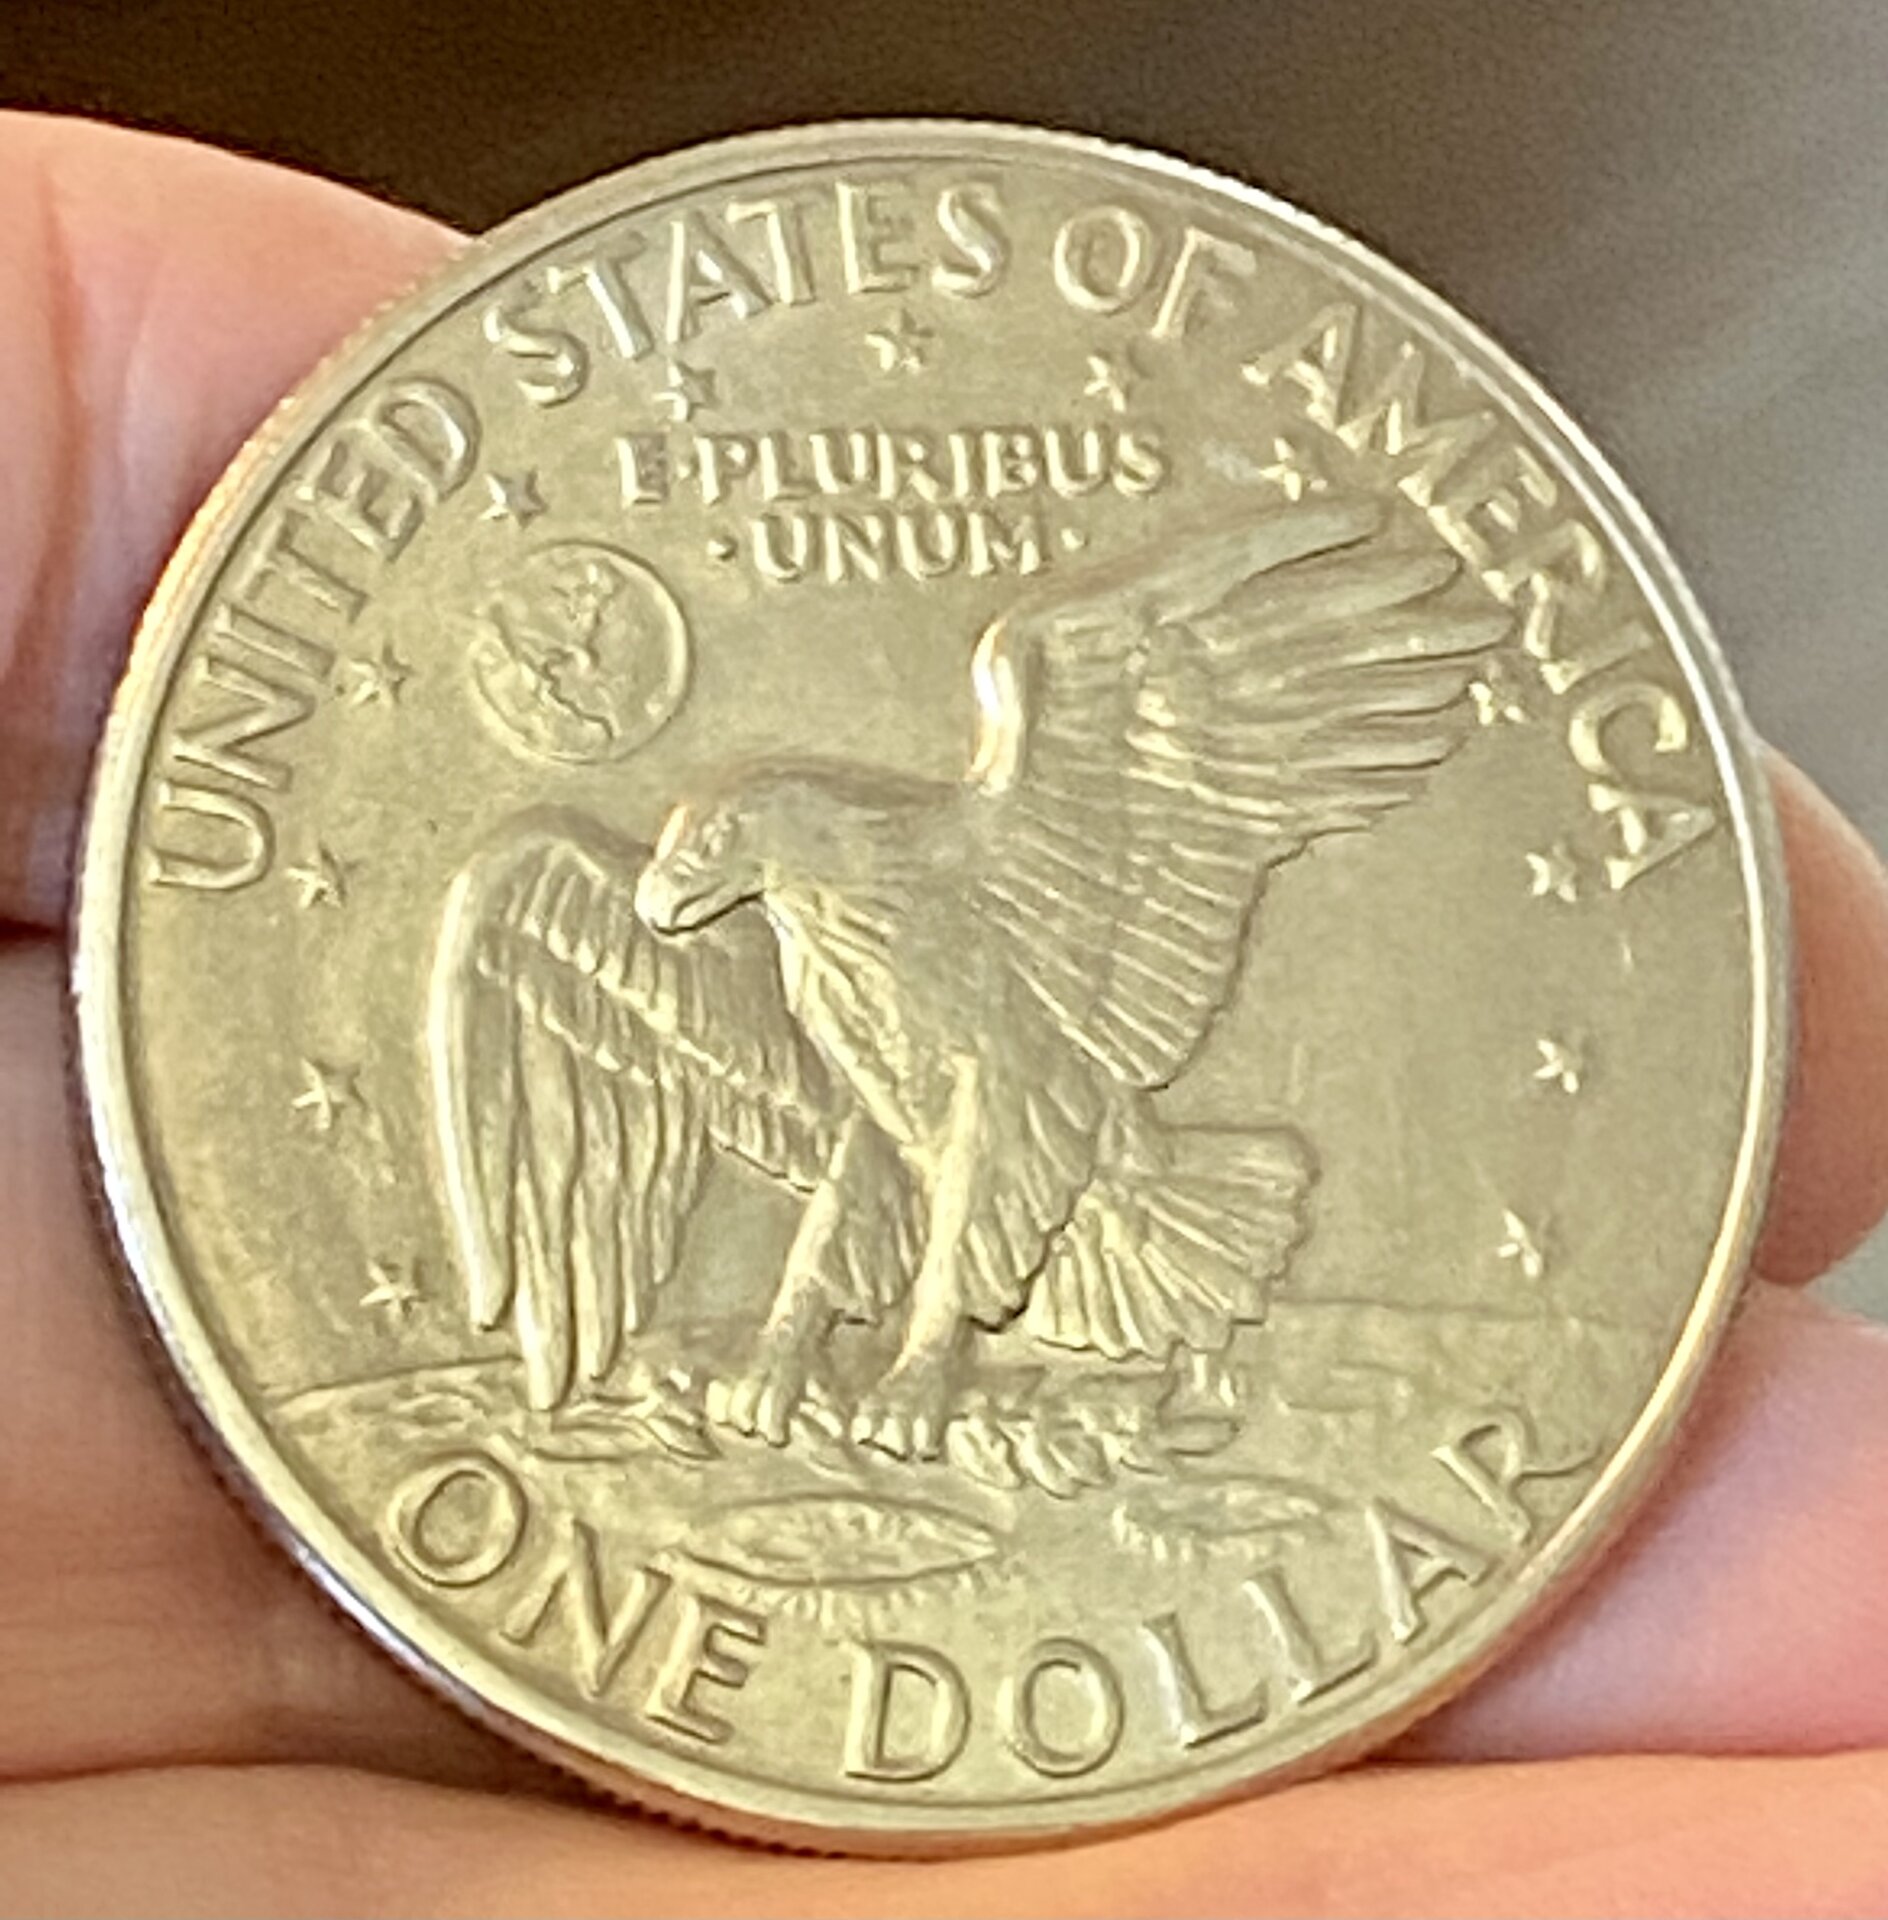 UNITED STATES OF AMERICA
E·PLURIBUS
·UNUM·
ONE DOLLAR